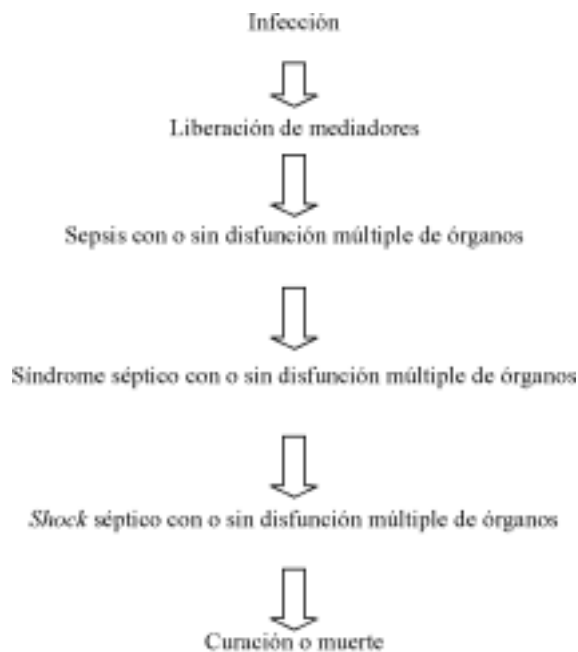 Infección
Liberación de mediadores
Sepsis con o sin disfunción múltiple de órganos
Síndrome séptico con o sin disfunción múltiple de órganos
Shock séptico con o sin disfunción múltiple de órganos
Curación o muerte